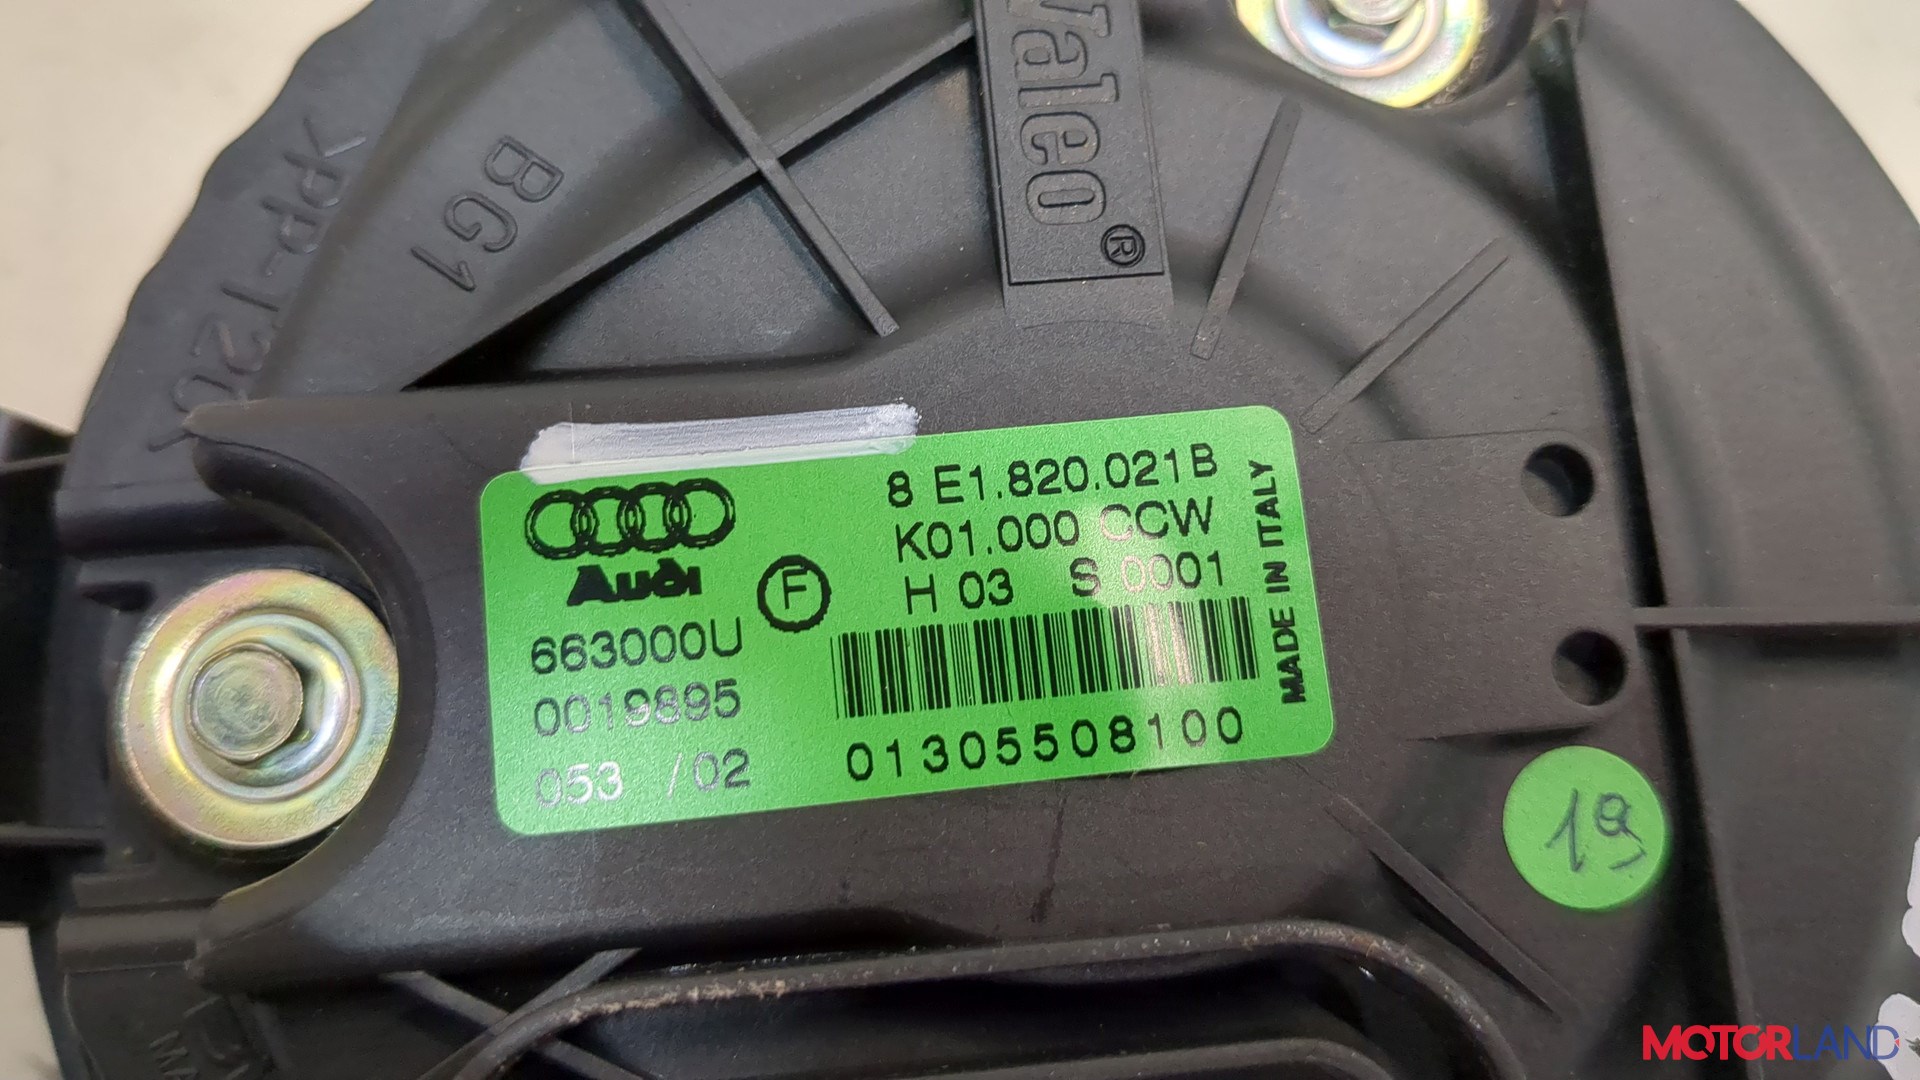 Valeo®
BG1
Audi
F
663000U
0019895
053 /02
8 E1.820.021B
K01.000 CCW
H 03 S 0001
01305508100
MADE IN ITALY
19
MOTORLAND